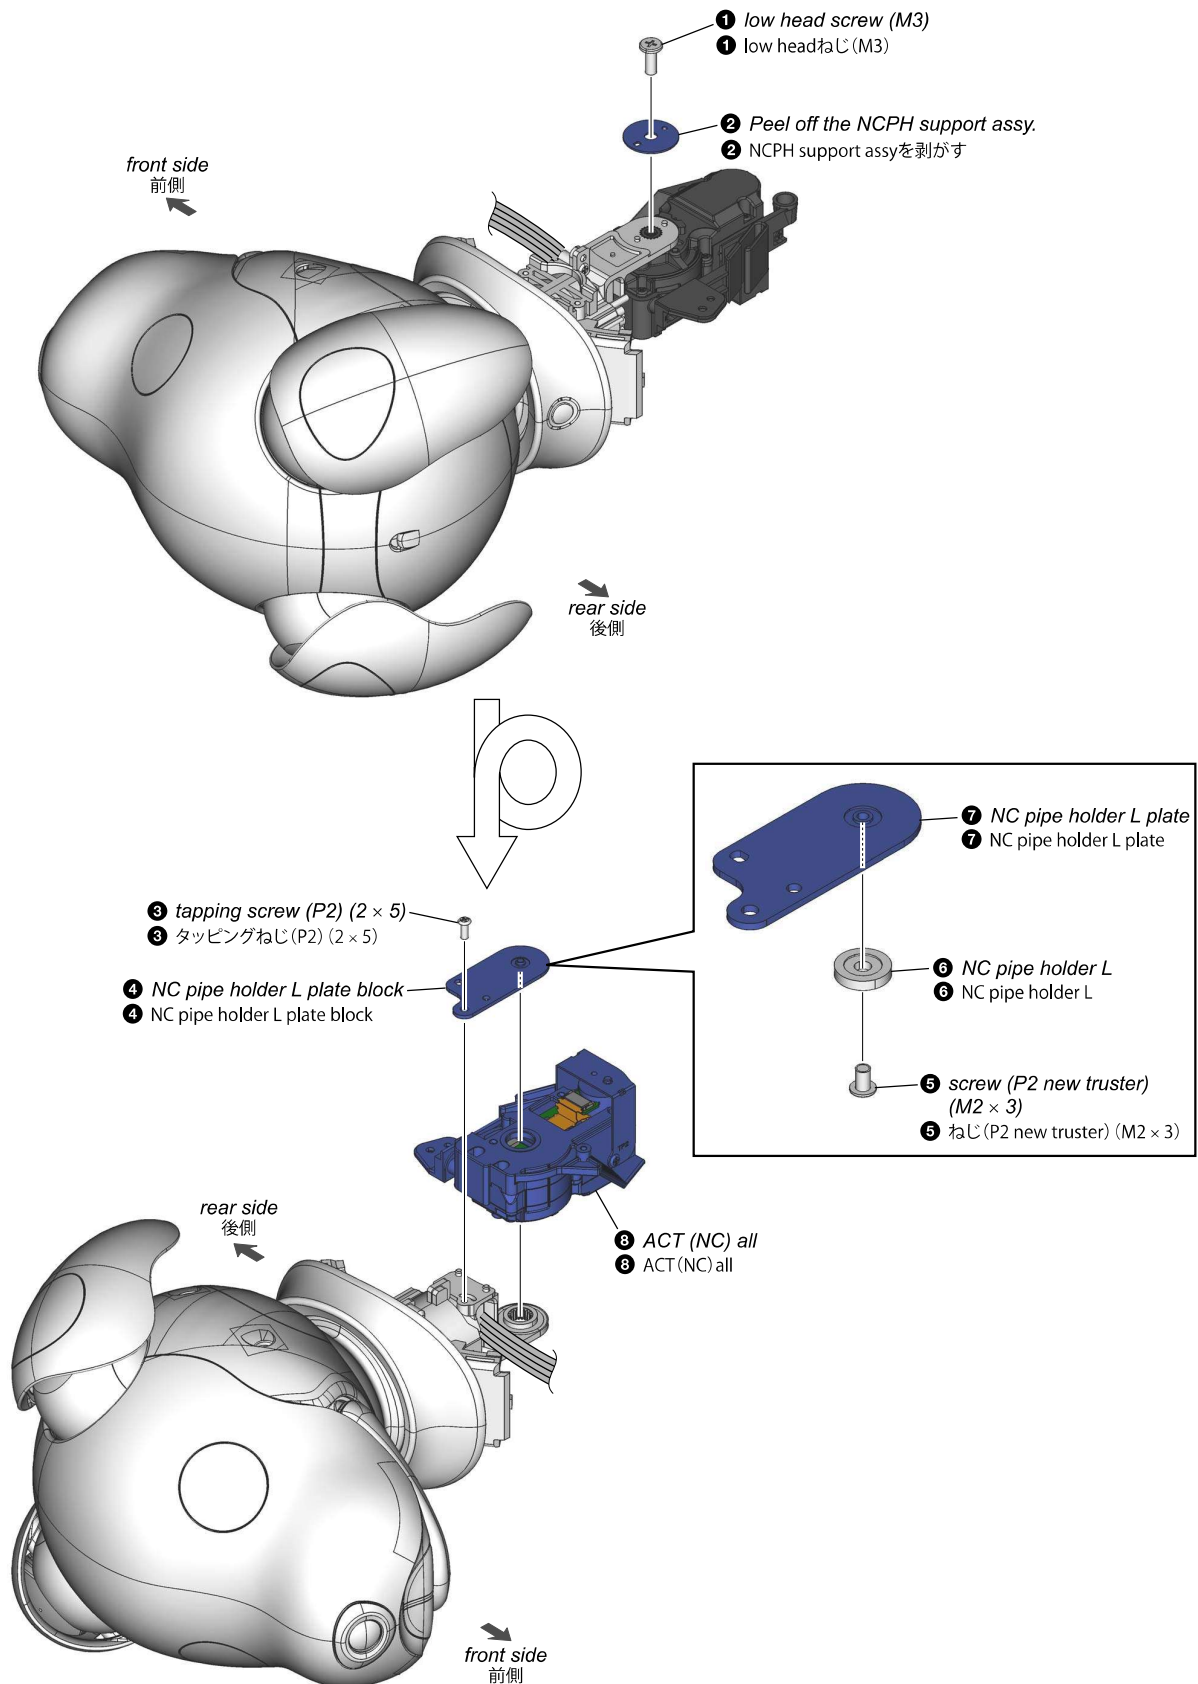 ❶ low head screw (M3)
❶ low headねじ(M3)
❷ Peel off the NCPH support assy.
❷ NCPH support assyを剥がす
front side
前側
rear side
後側
❼ NC pipe holder L plate
❼ NC pipe holder L plate
❸ tapping screw (P2) (2 × 5)
❸ タッピングねじ(P2)(2 × 5)
❹ NC pipe holder L plate block
❹ NC pipe holder L plate block
❻ NC pipe holder L
❻ NC pipe holder L
❺ screw (P2 new truster)
(M2 × 3)
❺ ねじ(P2 new truster)(M2 × 3)
rear side
後側
❽ ACT (NC) all
❽ ACT(NC)all
front side
前側